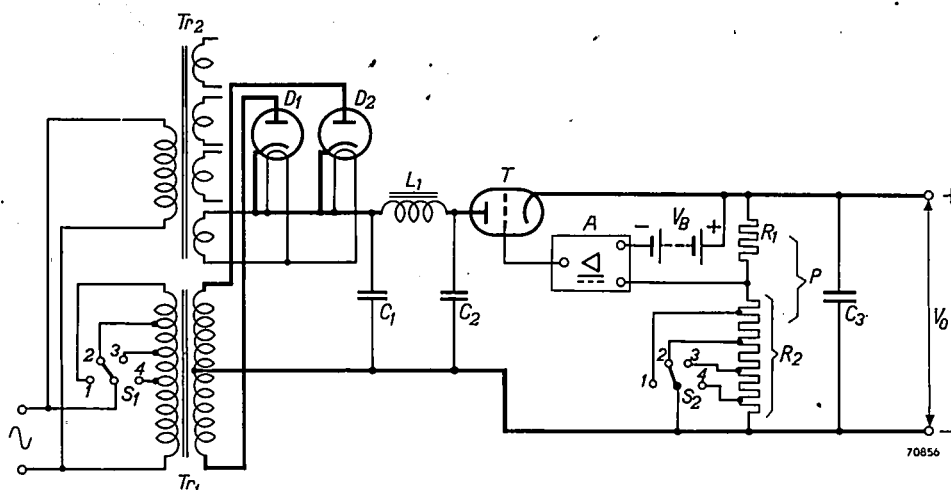 Tr2
D1
D2
L1
T
A
VB
- +
+
R1
P
C1
C2
C3
V0
R2
1 2 3 4
S1
1 2 3 4
S2
-
70856
Tr1